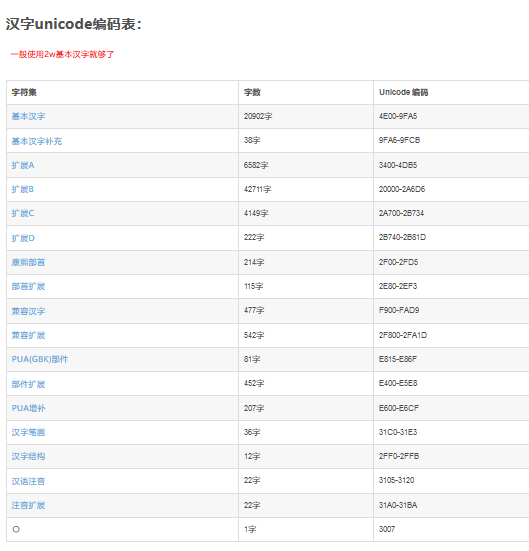 汉字unicode编码表：
一般使用2w基本汉字就够了
字符集 字数 Unicode 编码
基本汉字 20902字 4E00-9FA5
基本汉字补充 38字 9FA6-9FCB
扩展A 6582字 3400-4DB5
扩展B 42711字 20000-2A6D6
扩展C 4149字 2A700-2B734
扩展D 222字 2B740-2B81D
康熙部首 214字 2F00-2FD5
部首扩展 115字 2E80-2EF3
兼容汉字 477字 F900-FAD9
兼容扩展 542字 2F800-2FA1D
PUA(GBK)部件 81字 E815-E86F
部件扩展 452字 E400-E5E8
PUA增补 207字 E600-E6CF
汉字笔画 36字 31C0-31E3
汉字结构 12字 2FF0-2FFB
汉语注音 22字 3105-3120
注音扩展 22字 31A0-31BA
〇 1字 3007